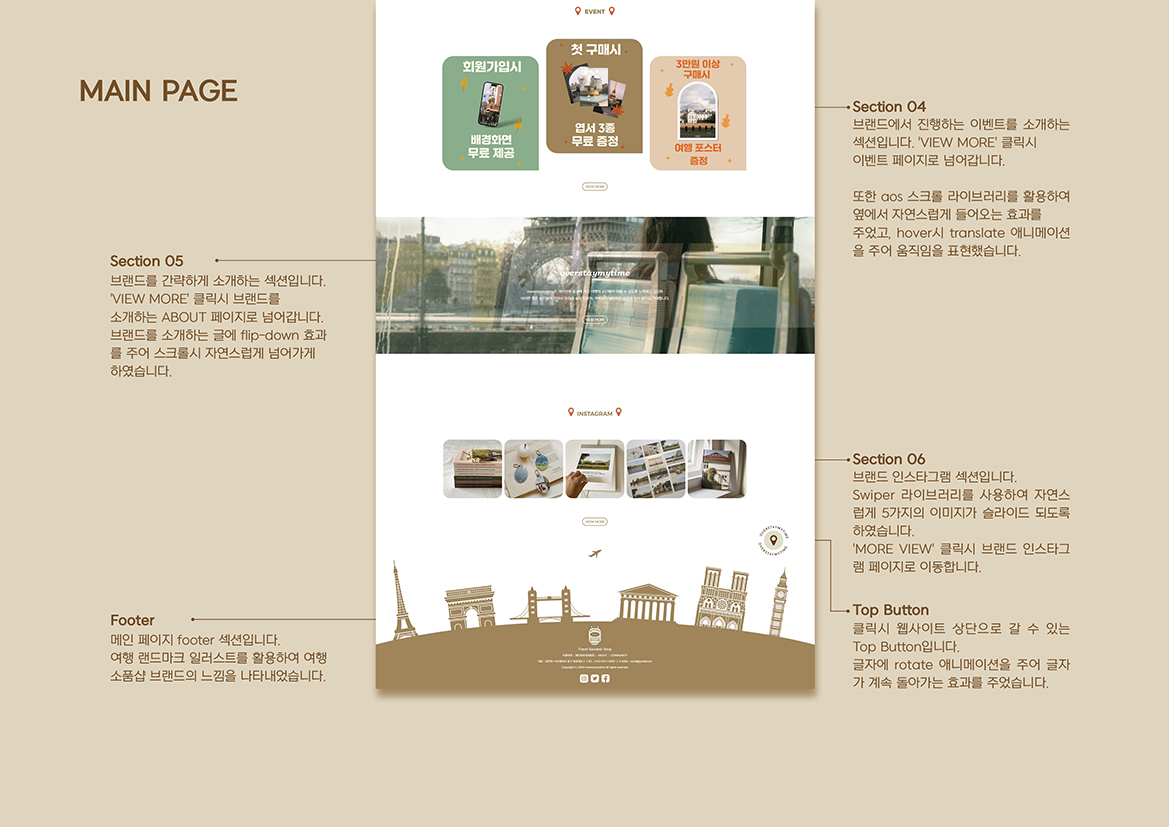 MAIN PAGE
EVENT
회원가입시
배경화면
무료 제공
첫 구매시
엽서 3종
무료 증정
3만원 이상
구매시
여행 포스터
증정
VIEW MORE
Section 04
브랜드에서 진행하는 이벤트를 소개하는
섹션입니다. 'VIEW MORE' 클릭시
이벤트 페이지로 넘어갑니다.
또한 aos 스크롤 라이브러리를 활용하여
옆에서 자연스럽게 들어오는 효과를
주었고, hover시 translate 애니메이션
을 주어 움직임을 표현했습니다.
Section 05
브랜드를 간략하게 소개하는 섹션입니다.
'VIEW MORE' 클릭시 브랜드를
소개하는 ABOUT 페이지로 넘어갑니다.
브랜드를 소개하는 글에 flip-down 효과
를 주어 스크롤시 자연스럽게 넘어가게
하였습니다.
overstaymytime
VIEW MORE
INSTAGRAM
VIEW MORE
Section 06
브랜드 인스타그램 섹션입니다.
Swiper 라이브러리를 사용하여 자연스
럽게 5가지의 이미지가 슬라이드 되도록
하였습니다.
'MORE VIEW' 클릭시 브랜드 인스타그
램 페이지로 이동합니다.
OVERSTAYMYTIME
OVERSTAYMYTIME
Top Button
클릭시 웹사이트 상단으로 갈 수 있는
Top Button입니다.
글자에 rotate 애니메이션을 주어 글자
가 계속 돌아가는 효과를 주었습니다.
Footer
메인 페이지 footer 섹션입니다.
여행 랜드마크 일러스트를 활용하여 여행
소품샵 브랜드의 느낌을 나타내었습니다.
Travel Souvenir Shop
ABOUT
COMMUNITY